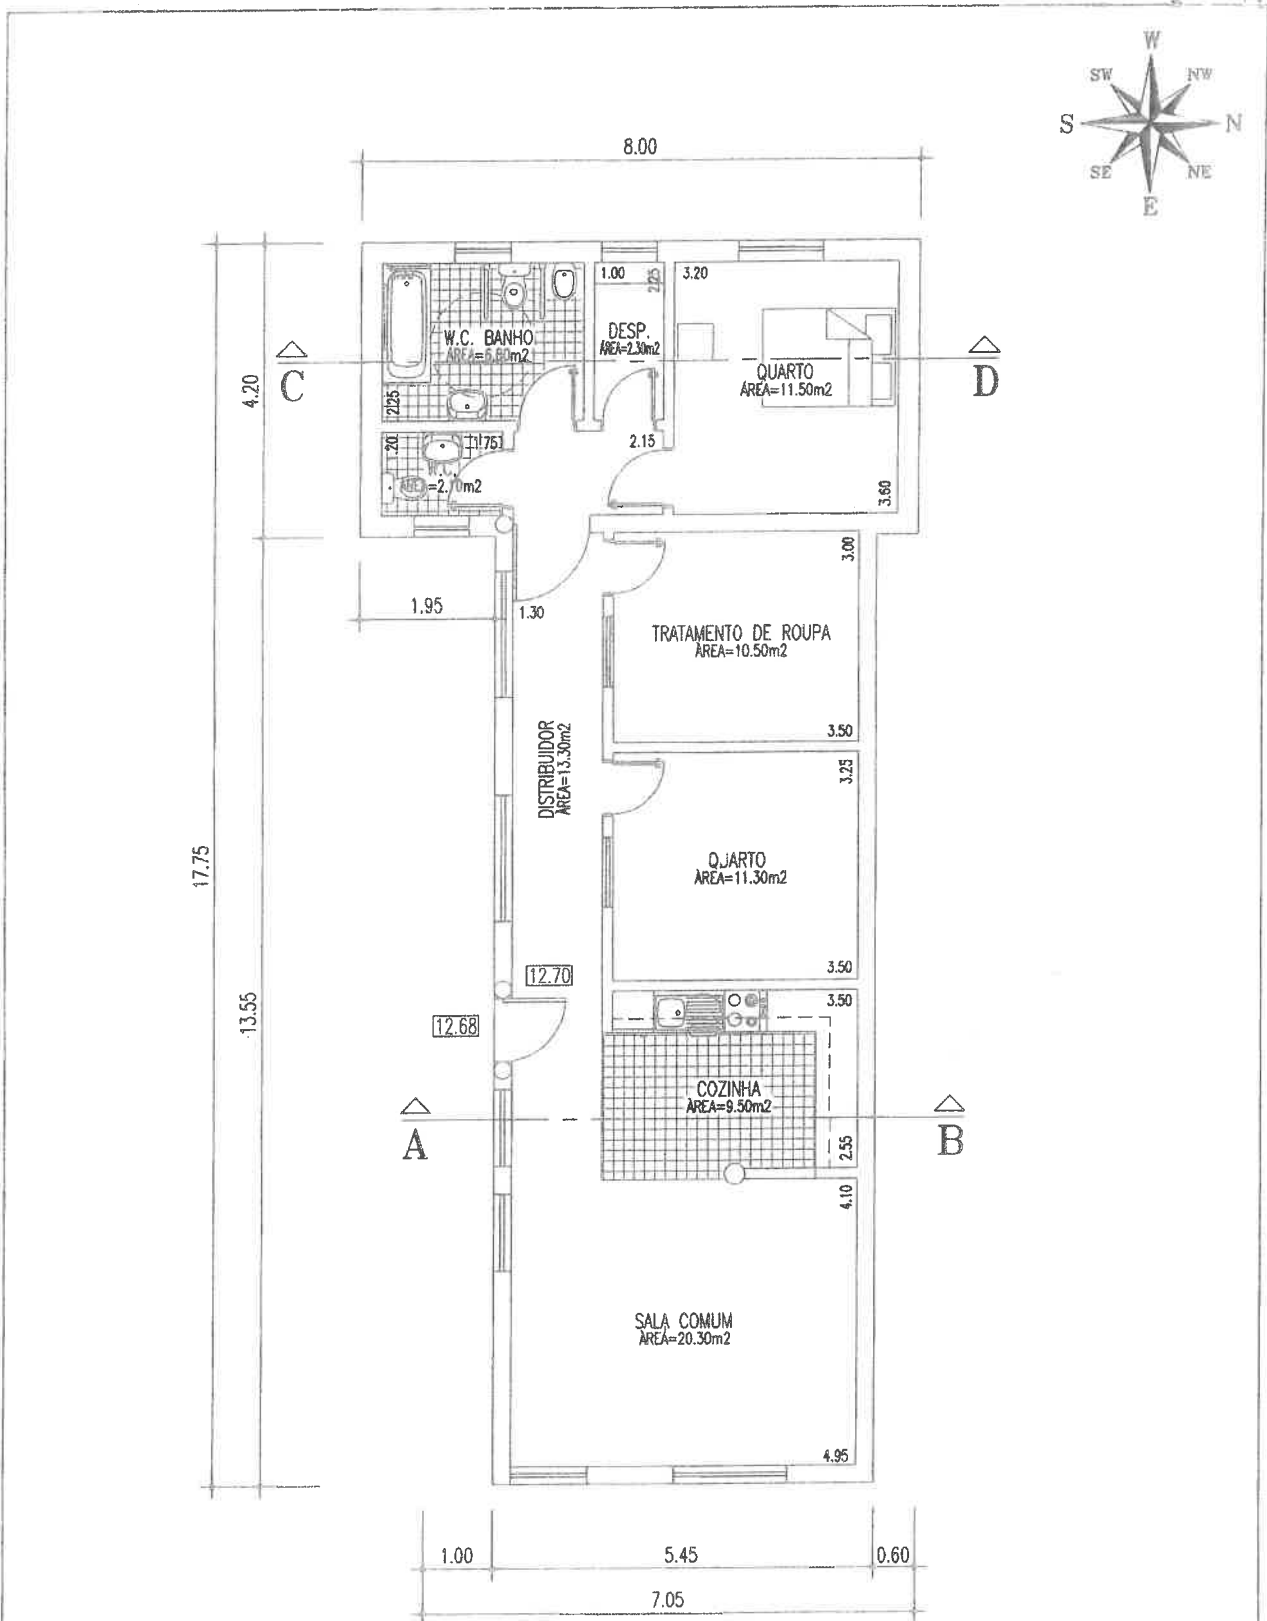 W
SW
NW
S
N
SE
NE
E
8.00
17.75
4.20
13.55
1.00
2.25
3.20
W.C. BANHO
DESP.
ÁREA=2.30m2
QUARTO
ÁREA=11.50m2
C
D
2.25
1.75
2.15
3.60
1.95
1.30
3.00
TRATAMENTO DE ROUPA
ÁREA=10.50m2
3.50
DISTRIBUIDOR
ÁREA=13.30m2
3.25
QUARTO
ÁREA=11.30m2
3.50
12.70
12.68
3.50
COZINHA
ÁREA=9.50m2
A
B
2.55
4.10
SALA COMUM
ÁREA=20.30m2
4.95
1.00
5.45
0.60
7.05